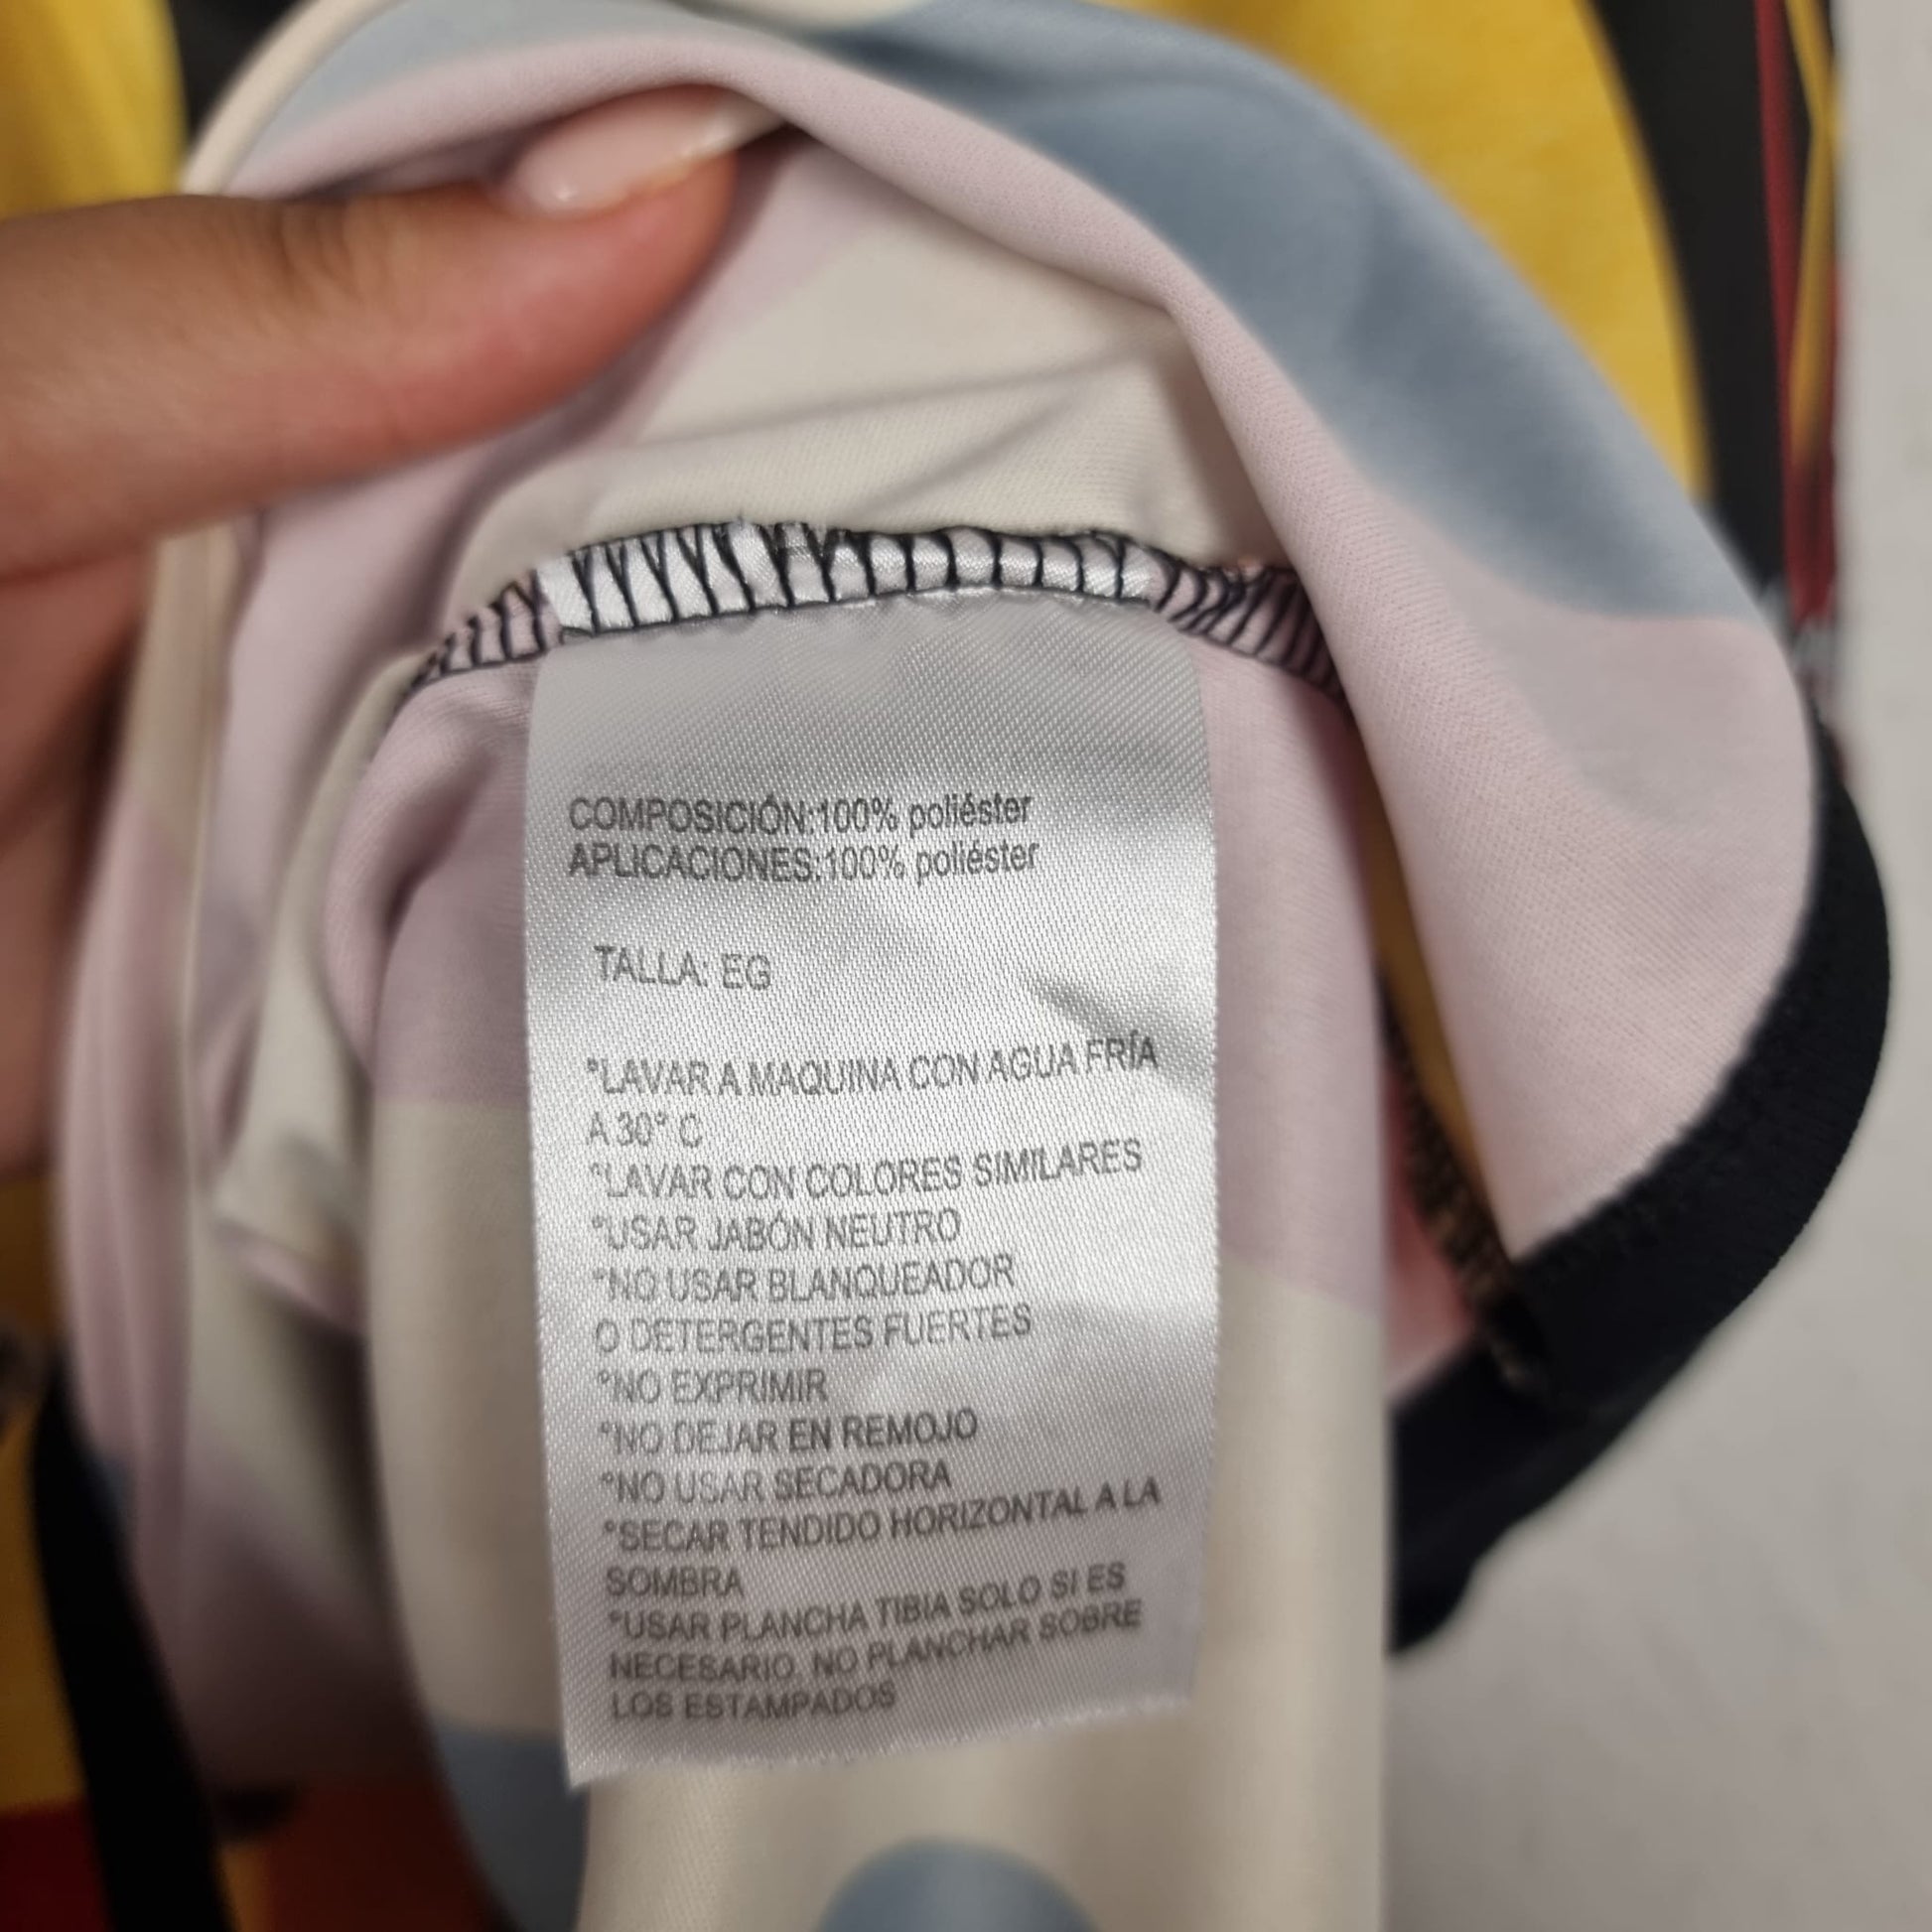 COMPOSICIÓN:100% poliéster
APLICACIONES:100% poliéster
TALLA: EG
°LAVAR A MAQUINA CON AGUA FRÍA
A 30° C
°LAVAR CON COLORES SIMILARES
°USAR JABÓN NEUTRO
°NO USAR BLANQUEADOR
O DETERGENTES FUERTES
°NO EXPRIMIR
°NO DEJAR EN REMOJO
°NO USAR SECADORA
°SECAR TENDIDO HORIZONTAL A LA
SOMBRA
°USAR PLANCHA TIBIA SOLO SI ES
NECESARIO. NO PLANCHAR SOBRE
LOS ESTAMPADOS